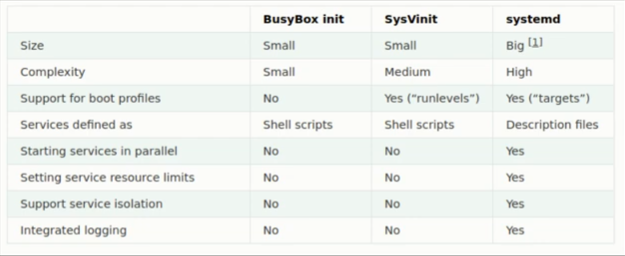 BusyBox init SysVinit systemd
Size Small Small Big [1]
Complexity Small Medium High
Support for boot profiles No Yes (“runlevels”) Yes (“targets”)
Services defined as Shell scripts Shell scripts Description files
Starting services in parallel No No Yes
Setting service resource limits No No Yes
Support service isolation No No Yes
Integrated logging No No Yes